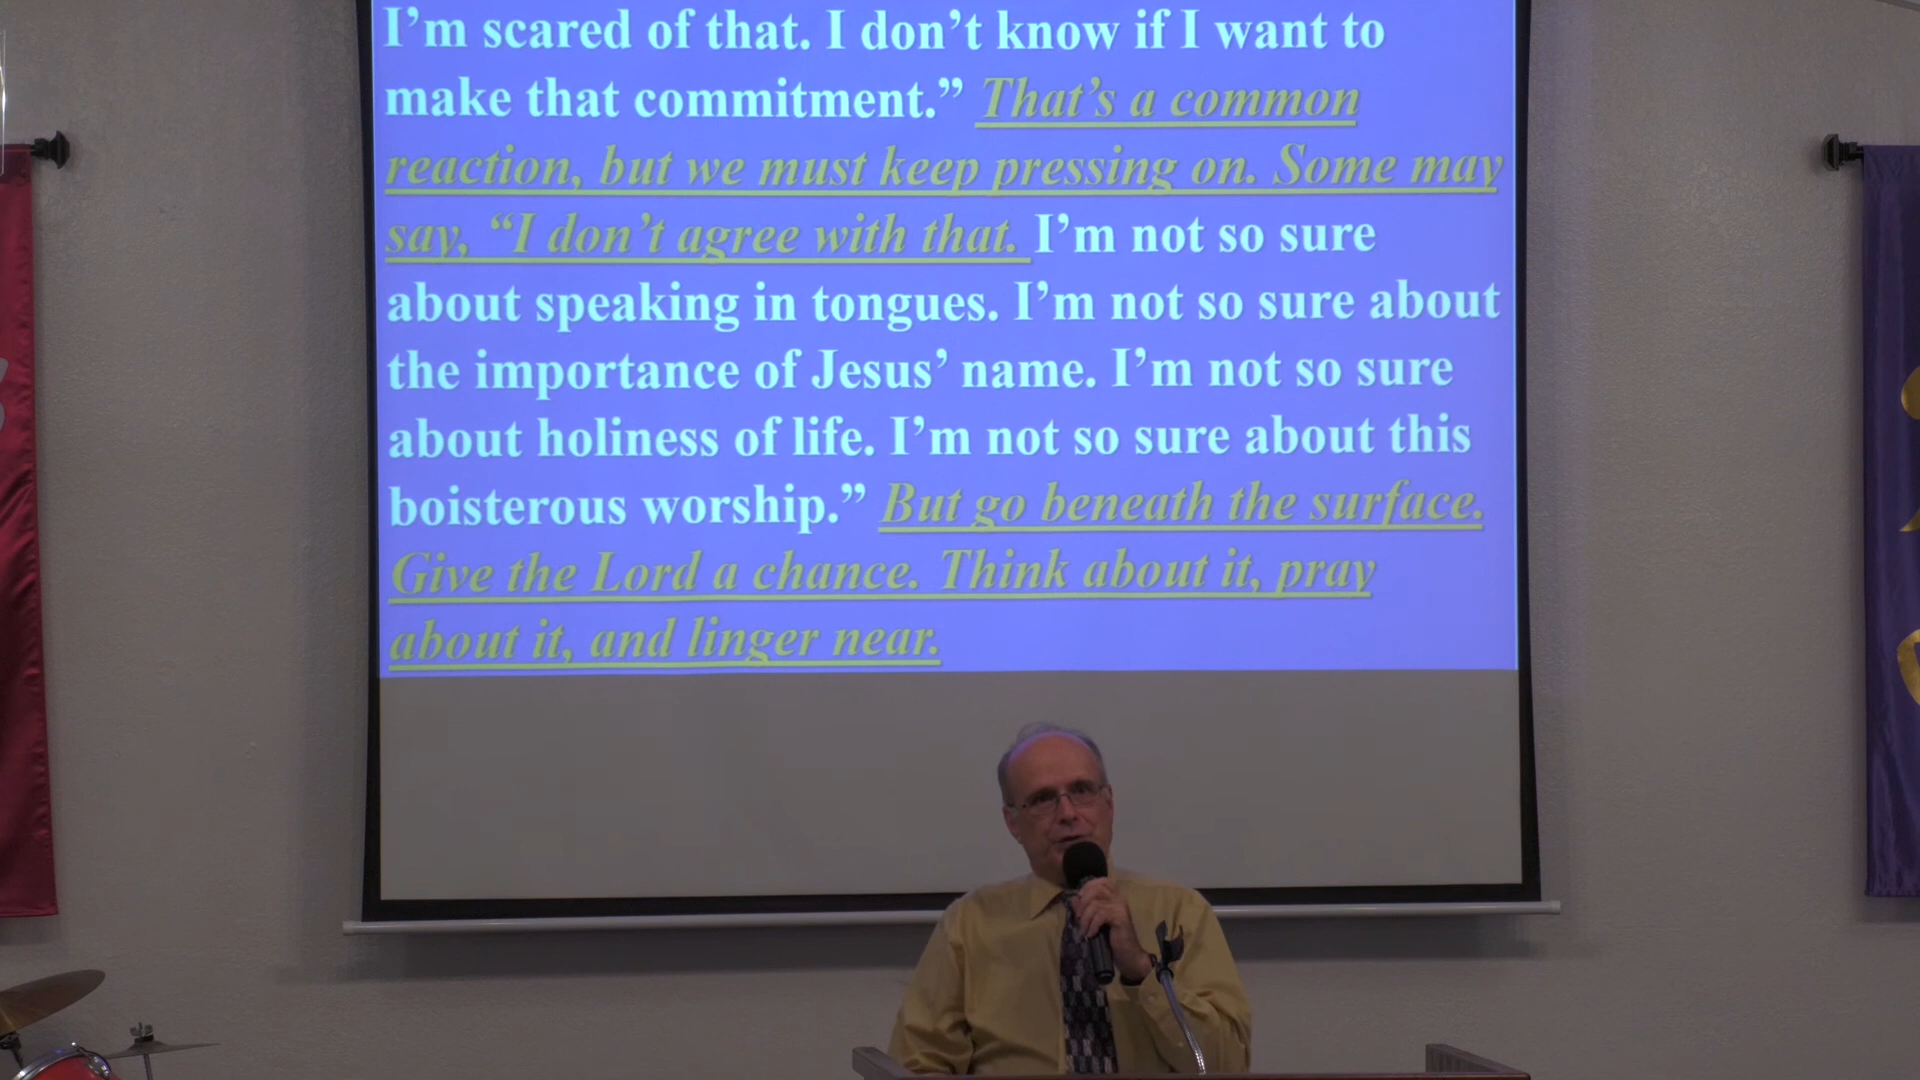 I’m scared of that. I don’t know if I want to
make that commitment.” That’s a common
reaction, but we must keep pressing on. Some may
say, “I don’t agree with that. I’m not so sure
about speaking in tongues. I’m not so sure about
the importance of Jesus’ name. I’m not so sure
about holiness of life. I’m not so sure about this
boisterous worship.” But go beneath the surface.
Give the Lord a chance. Think about it, pray
about it, and linger near.